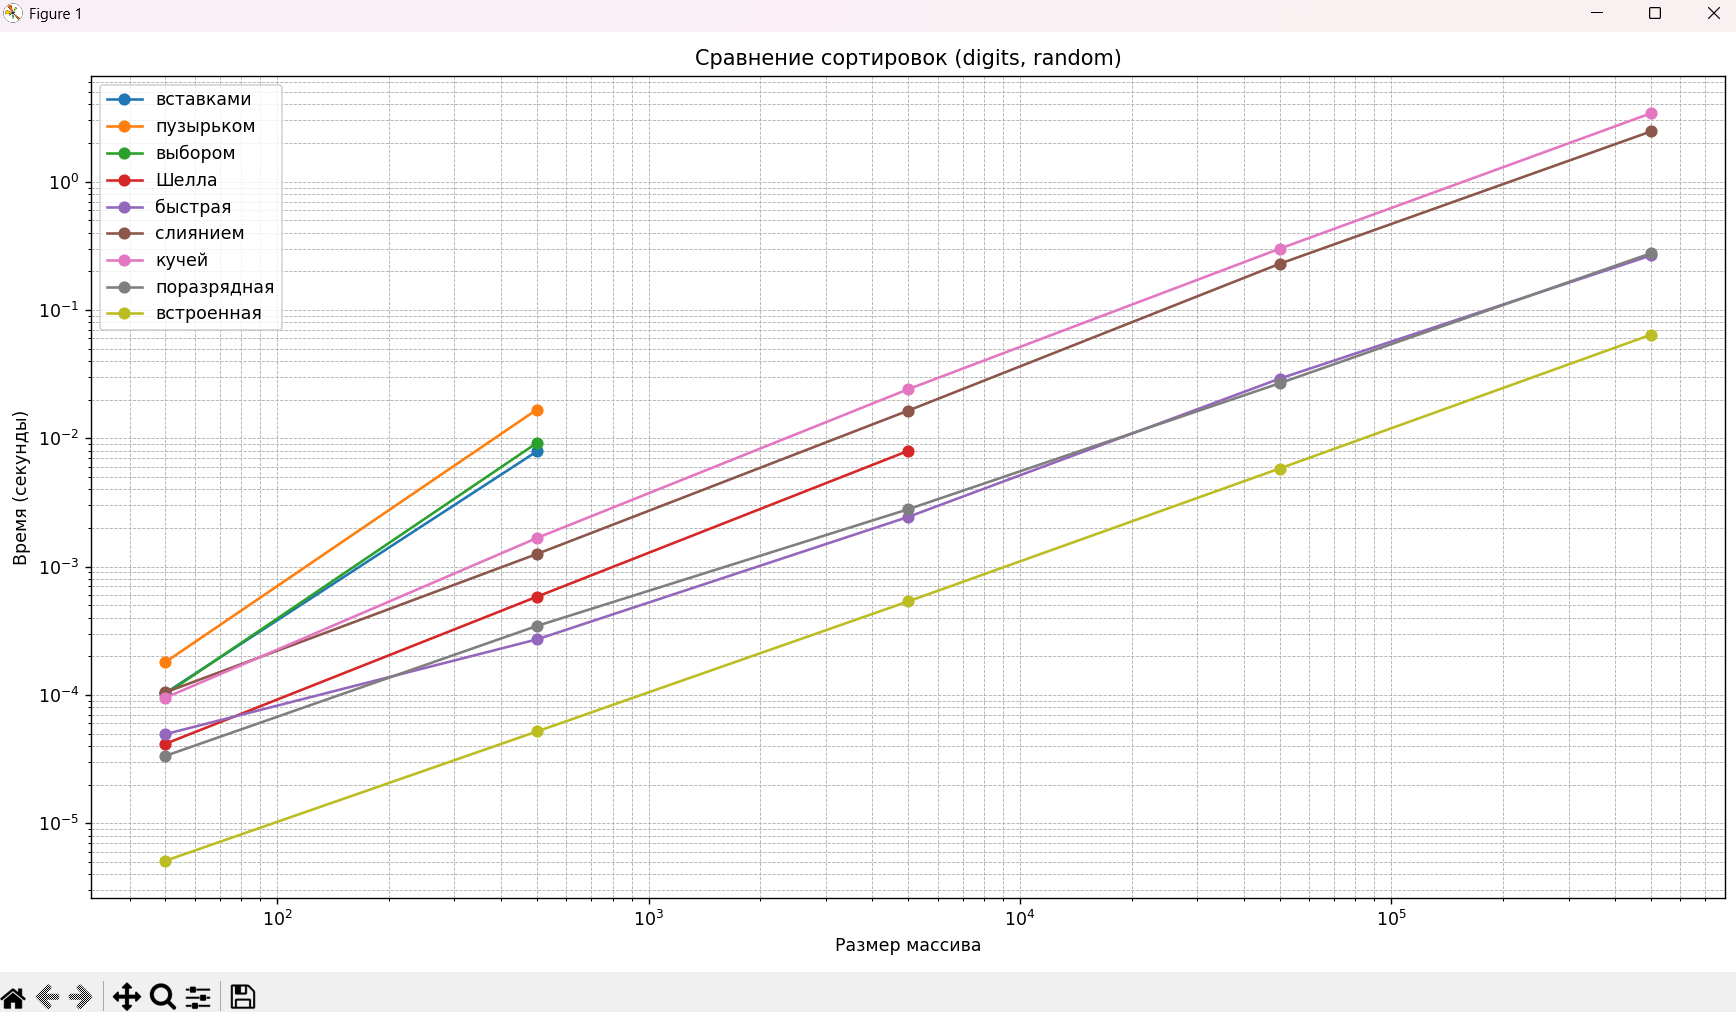 Figure 1
Сравнение сортировок (digits, random)
вставками
пузырьком
выбором
Шелла
быстрая
слиянием
кучей
поразрядная
встроенная
10⁰
10⁻¹
10⁻²
10⁻³
10⁻⁴
10⁻⁵
Время (секунды)
10²
10³
10⁴
10⁵
Размер массива